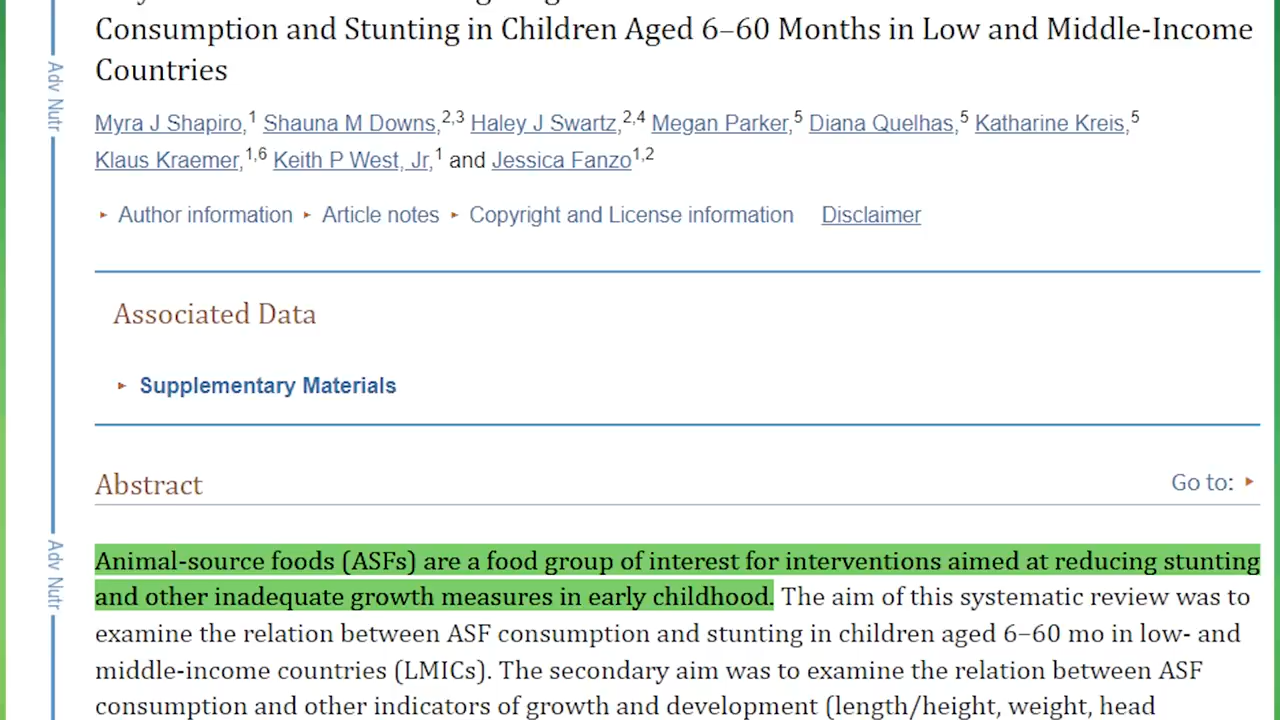 Consumption and Stunting in Children Aged 6–60 Months in Low and Middle-Income
Countries
Myra J Shapiro,1 Shauna M Downs,2,3 Haley J Swartz,2,4 Megan Parker,5 Diana Quelhas,5 Katharine Kreis,5
Klaus Kraemer,1,6 Keith P West, Jr,1 and Jessica Fanzo1,2
▸ Author information ▸ Article notes ▸ Copyright and License information Disclaimer
Associated Data
▸ Supplementary Materials
Abstract
Go to: ▸
Animal-source foods (ASFs) are a food group of interest for interventions aimed at reducing stunting
and other inadequate growth measures in early childhood. The aim of this systematic review was to
examine the relation between ASF consumption and stunting in children aged 6–60 mo in low- and
middle-income countries (LMICs). The secondary aim was to examine the relation between ASF
consumption and other indicators of growth and development (length/height, weight, head
Adv Nutr
Adv Nutr